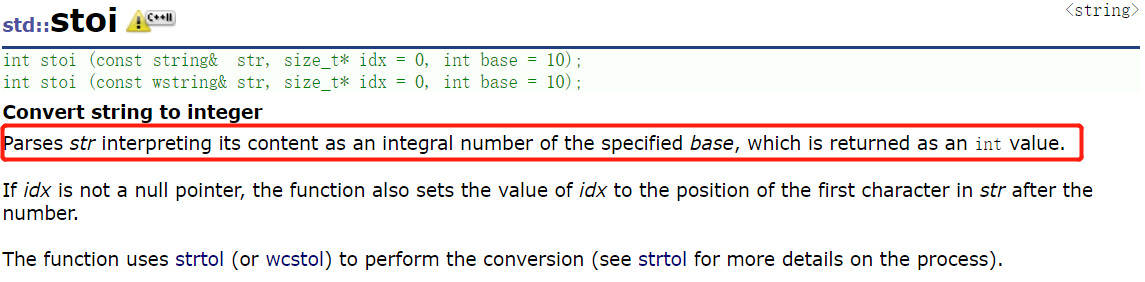 std::stoi C++11 <string>
int stoi (const string&  str, size_t* idx = 0, int base = 10);
int stoi (const wstring& str, size_t* idx = 0, int base = 10);
Convert string to integer
Parses str interpreting its content as an integral number of the specified base, which is returned as an int value.
If idx is not a null pointer, the function also sets the value of idx to the position of the first character in str after the
number.
The function uses strtol (or wcstol) to perform the conversion (see strtol for more details on the process).